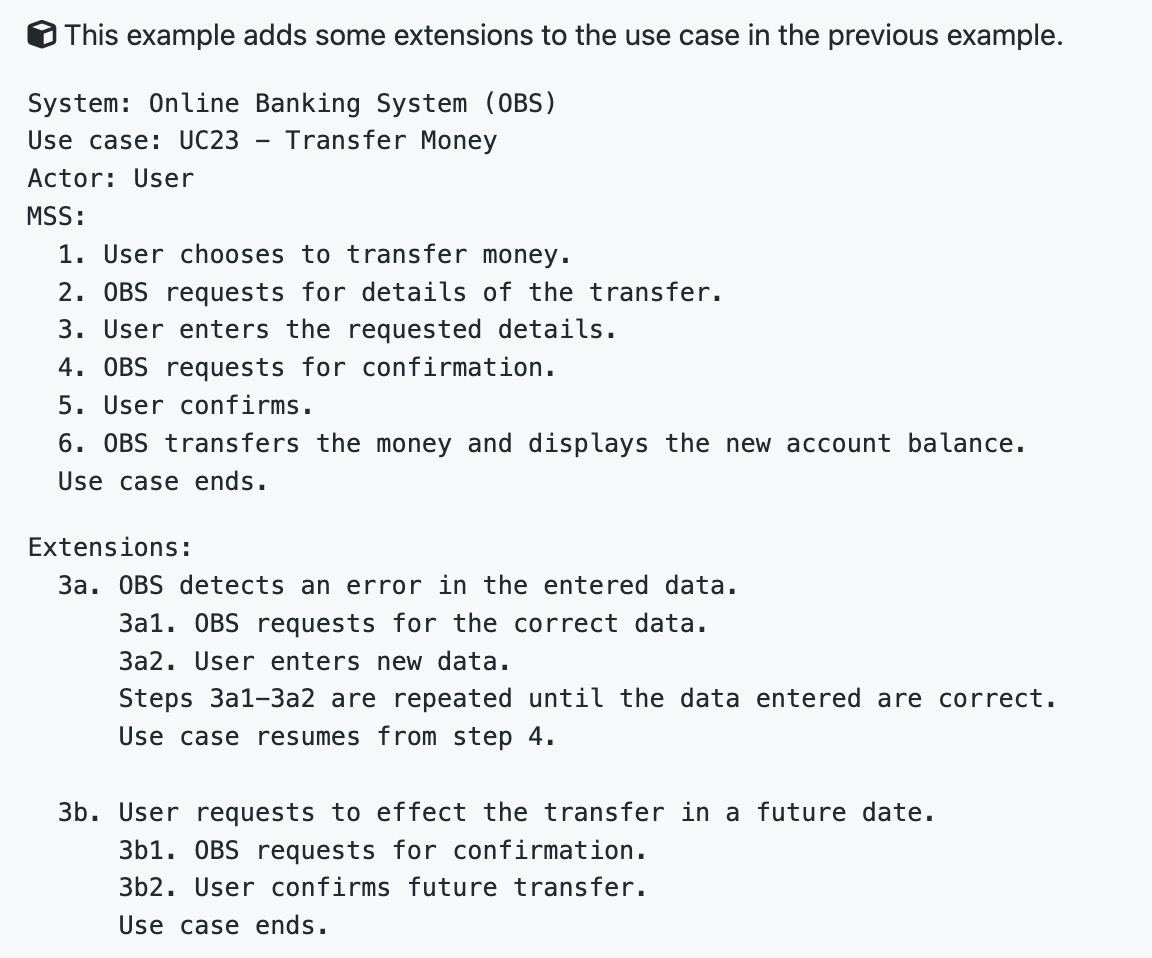 This example adds some extensions to the use case in the previous example.
System: Online Banking System (OBS)
Use case: UC23 – Transfer Money
Actor: User
MSS:
1. User chooses to transfer money.
2. OBS requests for details of the transfer.
3. User enters the requested details.
4. OBS requests for confirmation.
5. User confirms.
6. OBS transfers the money and displays the new account balance.
Use case ends.
Extensions:
3a. OBS detects an error in the entered data.
3a1. OBS requests for the correct data.
3a2. User enters new data.
Steps 3a1–3a2 are repeated until the data entered are correct.
Use case resumes from step 4.
3b. User requests to effect the transfer in a future date.
3b1. OBS requests for confirmation.
3b2. User confirms future transfer.
Use case ends.